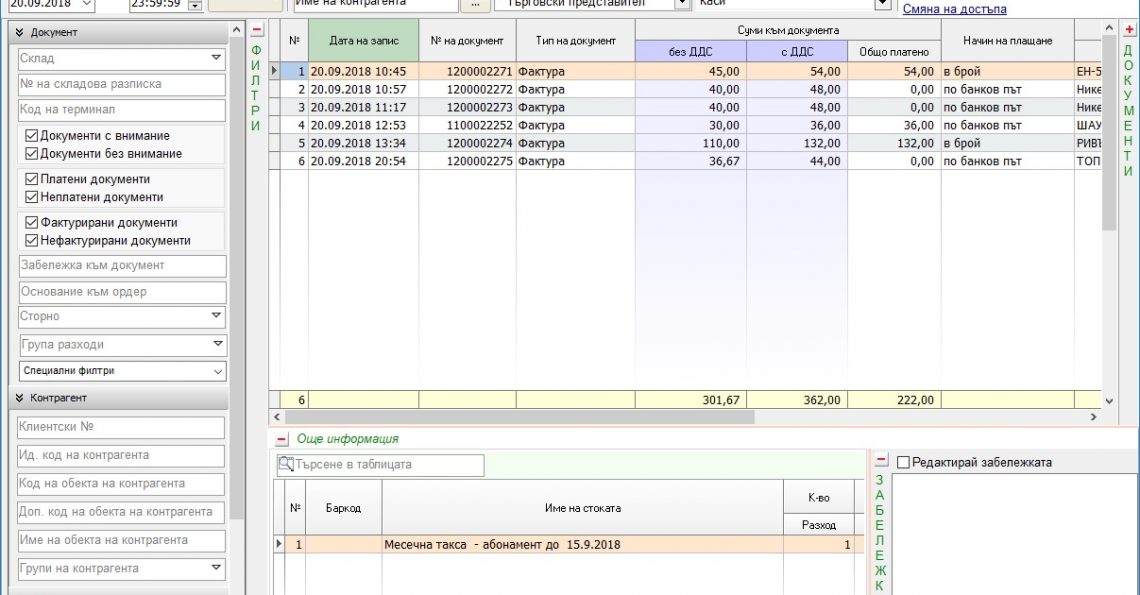 20.09.2018 23:59:59 Име на контрагента ... Търговски представител Каси Смяна на достъпа
Документ
Склад
№ на складова разписка
Код на терминал
Документи с внимание
Документи без внимание
Платени документи
Неплатени документи
Фактурирани документи
Нефактурирани документи
Забележка към документ
Основание към ордер
Сторно
Група разходи
Специални филтри
Контрагент
Клиентски №
Ид. код на контрагента
Код на обекта на контрагента
Доп. код на обекта на контрагента
Име на обекта на контрагента
Групи на контрагента
ФИЛТРИ
№ Дата на запис № на документ Тип на документ Суми към документа Начин на плащане
без ДДС с ДДС Общо платено
1 20.09.2018 10:45 1200002271 Фактура 45,00 54,00 54,00 в брой ЕН-5
2 20.09.2018 10:57 1200002272 Фактура 40,00 48,00 0,00 по банков път Нике
3 20.09.2018 11:17 1200002273 Фактура 40,00 48,00 0,00 по банков път Нике
4 20.09.2018 12:53 1100022252 Фактура 30,00 36,00 36,00 по банков път ШАУ
5 20.09.2018 13:34 1200002274 Фактура 110,00 132,00 132,00 в брой РИВЪ
6 20.09.2018 20:54 1200002275 Фактура 36,67 44,00 0,00 по банков път ТОП
6 301,67 362,00 222,00
ДОКУМЕНТИ
Още информация
Търсене в таблицата
№ Баркод Име на стоката К-во
Разход
1 Месечна такса - абонамент до 15.9.2018 1
ЗАБЕЛЕЖК
Редактирай забележката